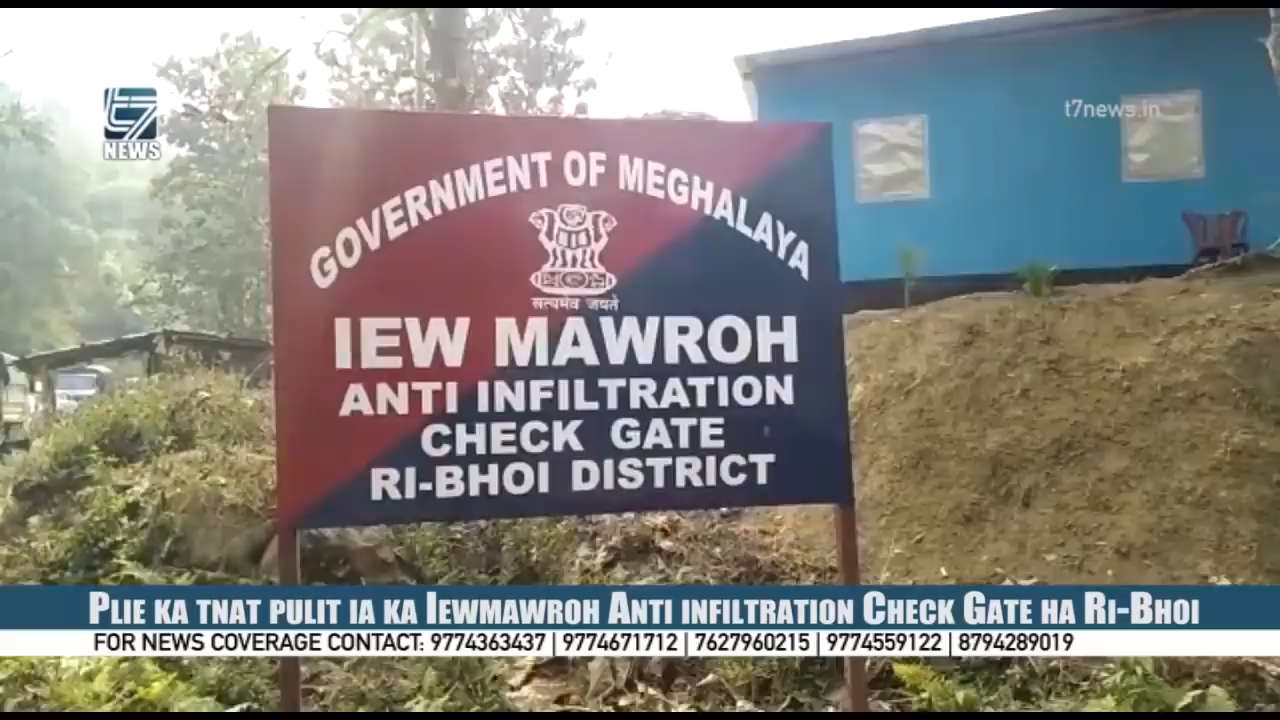 T7
NEWS
t7news.in
GOVERNMENT OF MEGHALAYA
सत्यमेव जयते
IEW MAWROH
ANTI INFILTRATION
CHECK GATE
RI-BHOI DISTRICT
PLIE KA TNAT PULIT IA KA IEWMAWROH ANTI INFILTRATION CHECK GATE HA RI-BHOI
FOR NEWS COVERAGE CONTACT: 9774363437 | 9774671712 | 7627960215 | 9774559122 | 8794289019